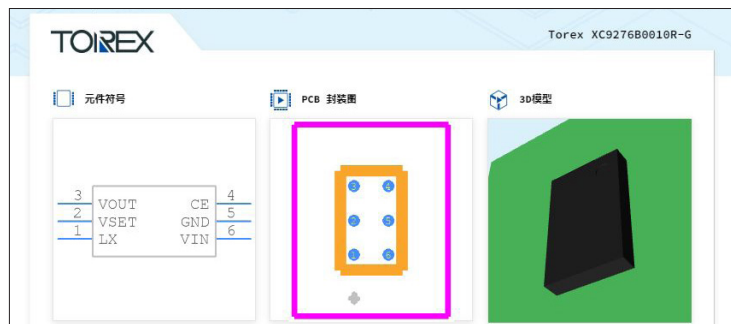 TOIREX
Torex XC9276B0010R-G
元件符号
PCB 封装图
3D模型
3 VOUT CE 4
2 VSET GND 5
1 LX VIN 6
3 4
2 5
1 6